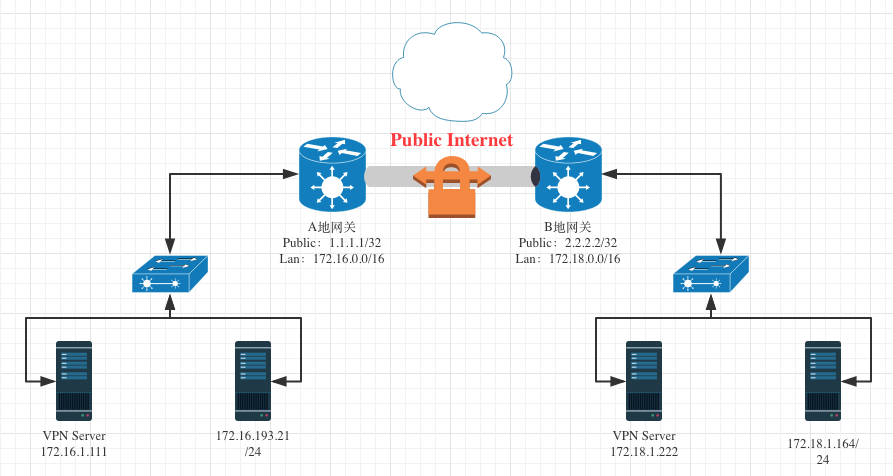 Public Internet
A地网关
Public：1.1.1.1/32
Lan：172.16.0.0/16
B地网关
Public：2.2.2.2/32
Lan：172.18.0.0/16
VPN Server
172.16.1.111
172.16.193.21
/24
VPN Server
172.18.1.222
172.18.1.164/
24